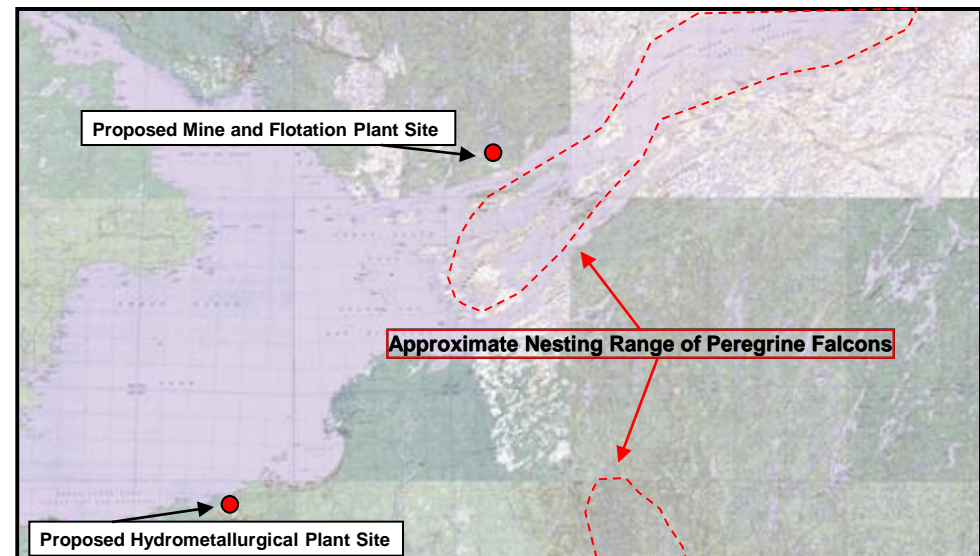 Proposed Mine and Flotation Plant Site
Approximate Nesting Range of Peregrine Falcons
Proposed Hydrometallurgical Plant Site